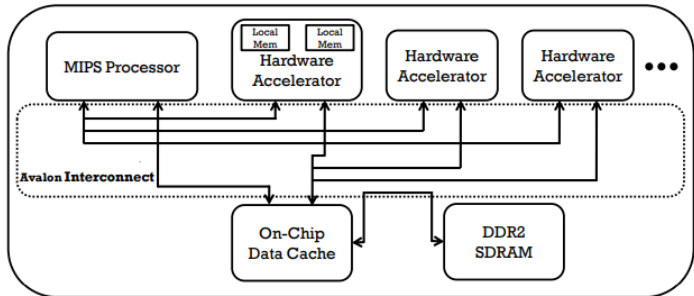 Local
Mem
Local
Mem
MIPS Processor
Hardware
Accelerator
Hardware
Accelerator
Hardware
Accelerator
Avalon Interconnect
On-Chip
Data Cache
DDR2
SDRAM